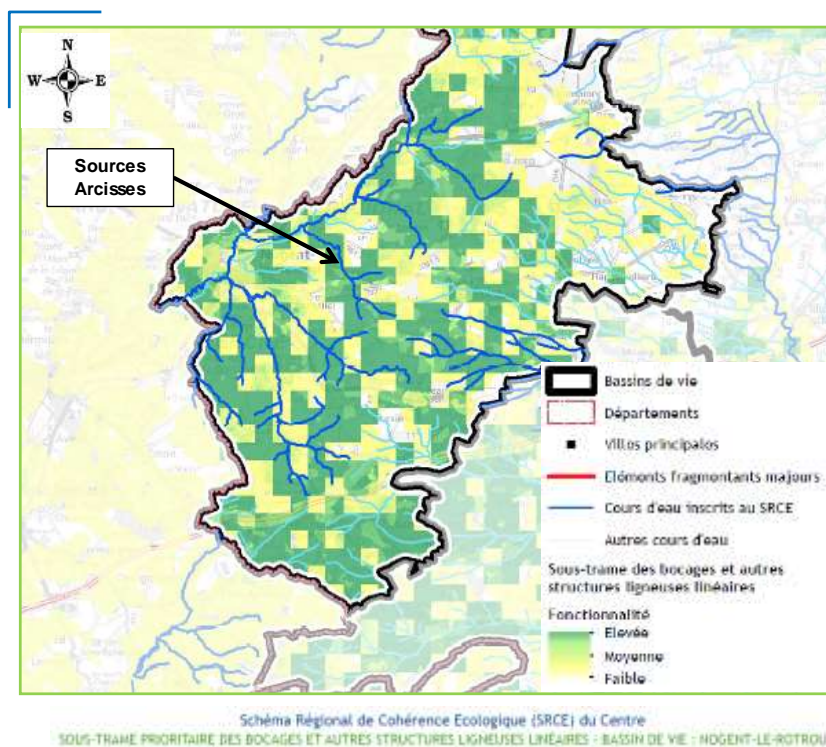 N
W E
S
Sources
Arcisses
Bassins de vie
Départements
Villes principales
Eléments fragmentants majours
Cours d'eau inscrits au SRCE
Autres cours d'eau
Sous-trame des bocages et autres
structures ligneuses linéaires
Fonctionnalité
Elevée
Moyenne
Faible
Schéma Régional de Cohérence Ecologique (SRCE) du Centre
SOUS-TRAME PRIORITAIRE DES BOCAGES ET AUTRES STRUCTURES LIGNEUSES LINEAIRES - BASSIN DE VIE : NOGENT-LE-ROTROU